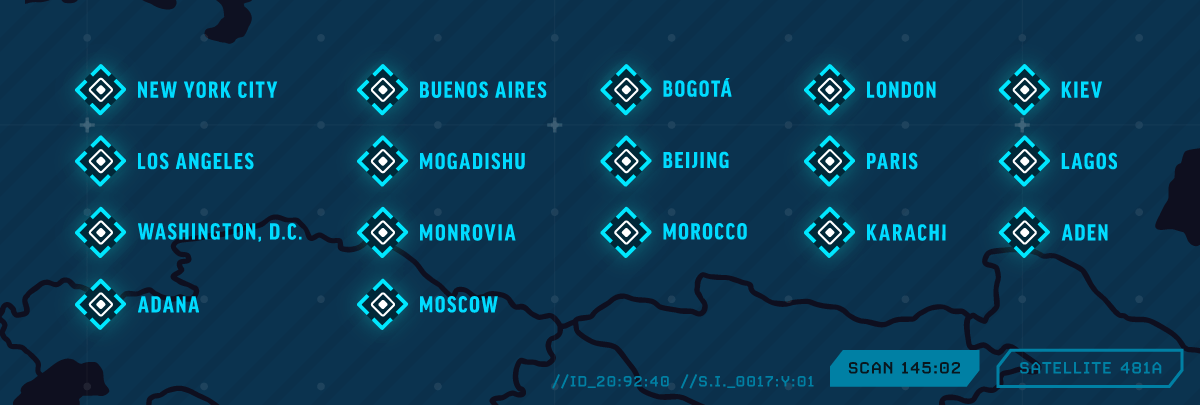 NEW YORK CITY
BUENOS AIRES
BOGOTÁ
LONDON
KIEV
LOS ANGELES
MOGADISHU
BEIJING
PARIS
LAGOS
WASHINGTON, D.C.
MONROVIA
MOROCCO
KARACHI
ADEN
ADANA
MOSCOW
//ID_20:92:40 //S.I._0017:Y:01
SCAN 145:02
SATELLITE 481A